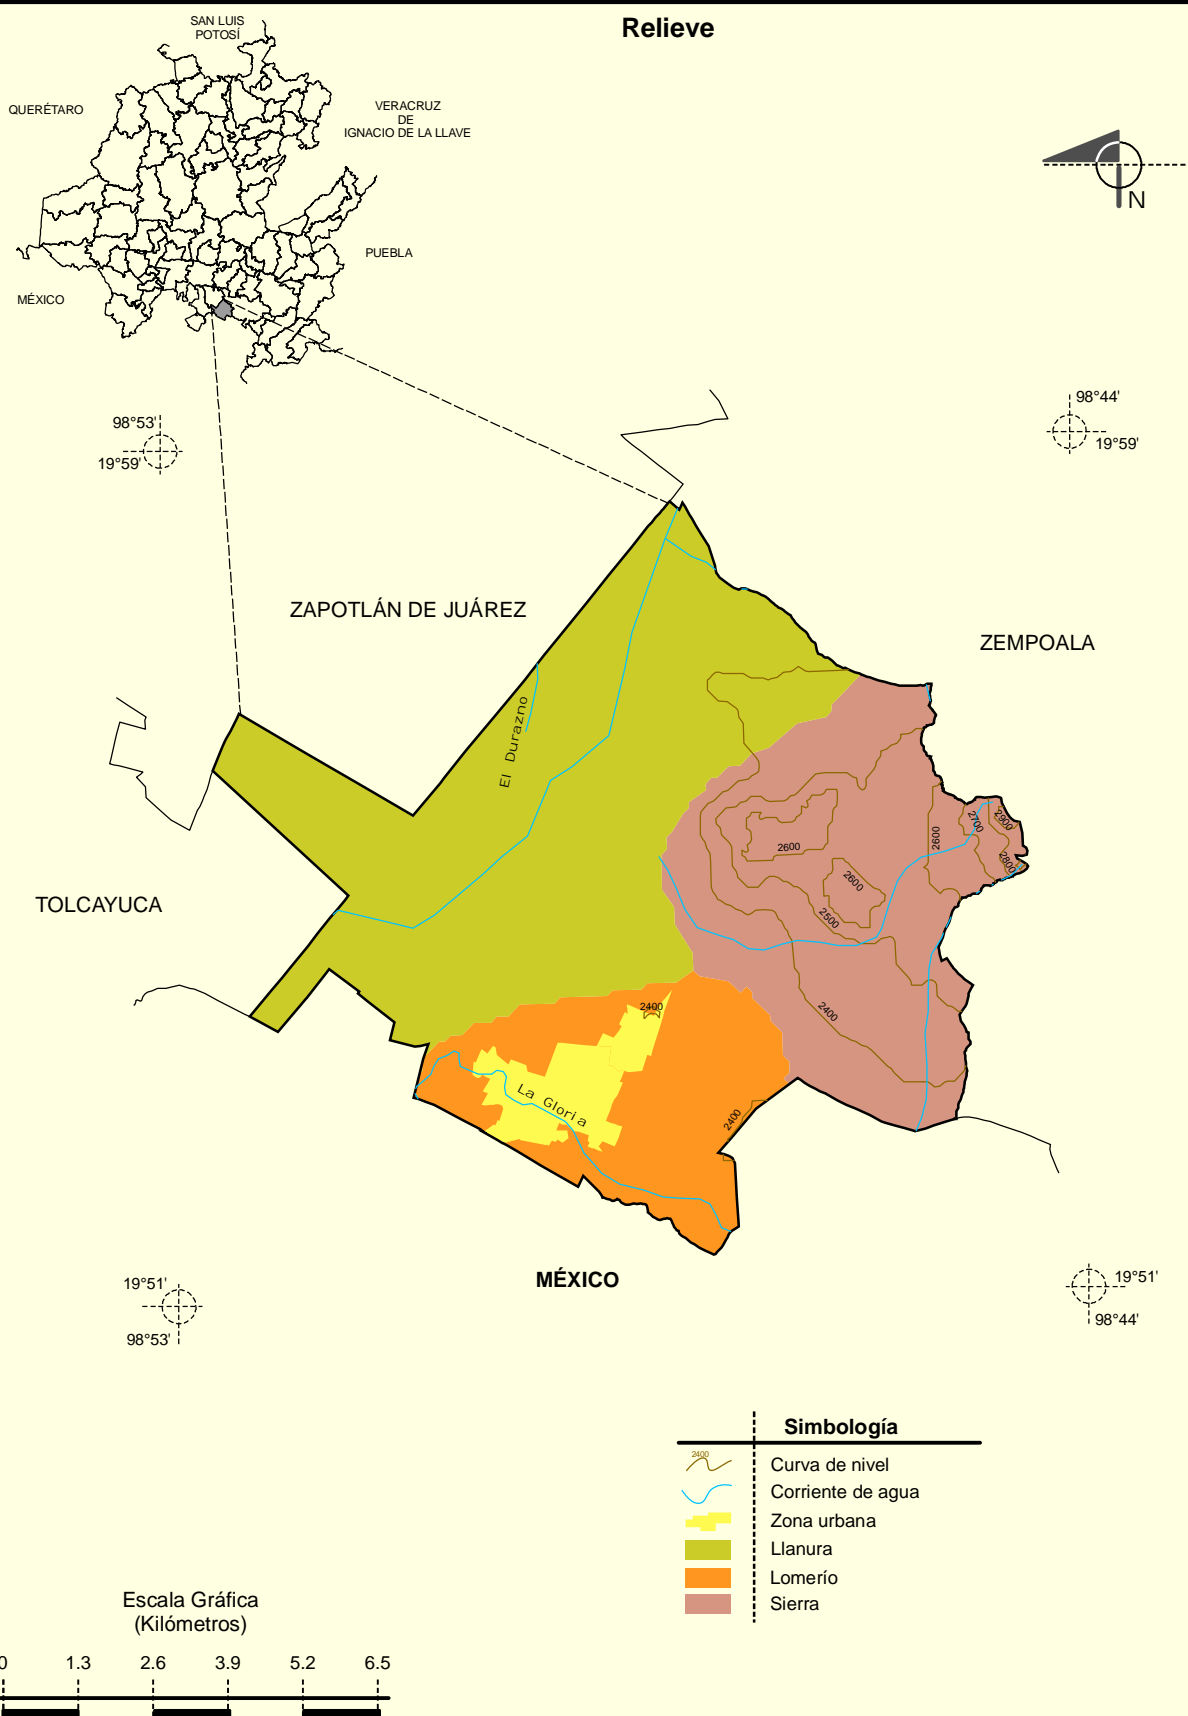 Relieve
SAN LUIS
POTOSÍ
QUERÉTARO
VERACRUZ
DE
IGNACIO DE LA LLAVE
N
PUEBLA
MÉXICO
98°53'
19°59'
98°44'
19°59'
ZAPOTLÁN DE JUÁREZ
ZEMPOALA
El Durazno
2700
2900
2600
2600
2800
2600
TOLCAYUCA
2500
2400
2400
La Gloria
2400
MÉXICO
19°51'
98°53'
19°51'
98°44'
Simbología
2400
Curva de nivel
Corriente de agua
Zona urbana
Llanura
Lomerío
Sierra
Escala Gráfica
(Kilómetros)
0 1.3 2.6 3.9 5.2 6.5